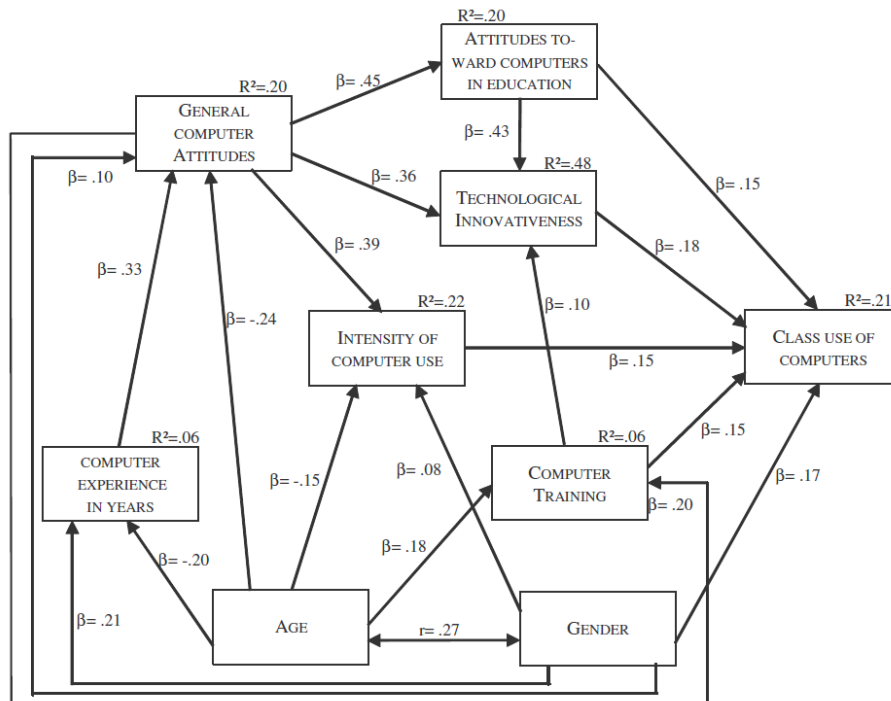 R²=.20
ATTITUDES TO-
WARD COMPUTERS
IN EDUCATION
β= .45
R²=.20
GENERAL
COMPUTER
ATTITUDES
β= .43
R²=.48
β= .10
β= .36
TECHNOLOGICAL
INNOVATIVENESS
β= .15
β= .33
β= .39
β= .18
β= -.24
R²=.22
β= .10
R²=.21
INTENSITY OF
COMPUTER USE
CLASS USE OF
COMPUTERS
β= .15
R²=.06
R²=.06
β= .15
COMPUTER
EXPERIENCE
IN YEARS
β= -.15
β= .08
COMPUTER
TRAINING
β= .17
β= .20
β= -.20
β= .18
β= .21
AGE
r= .27
GENDER